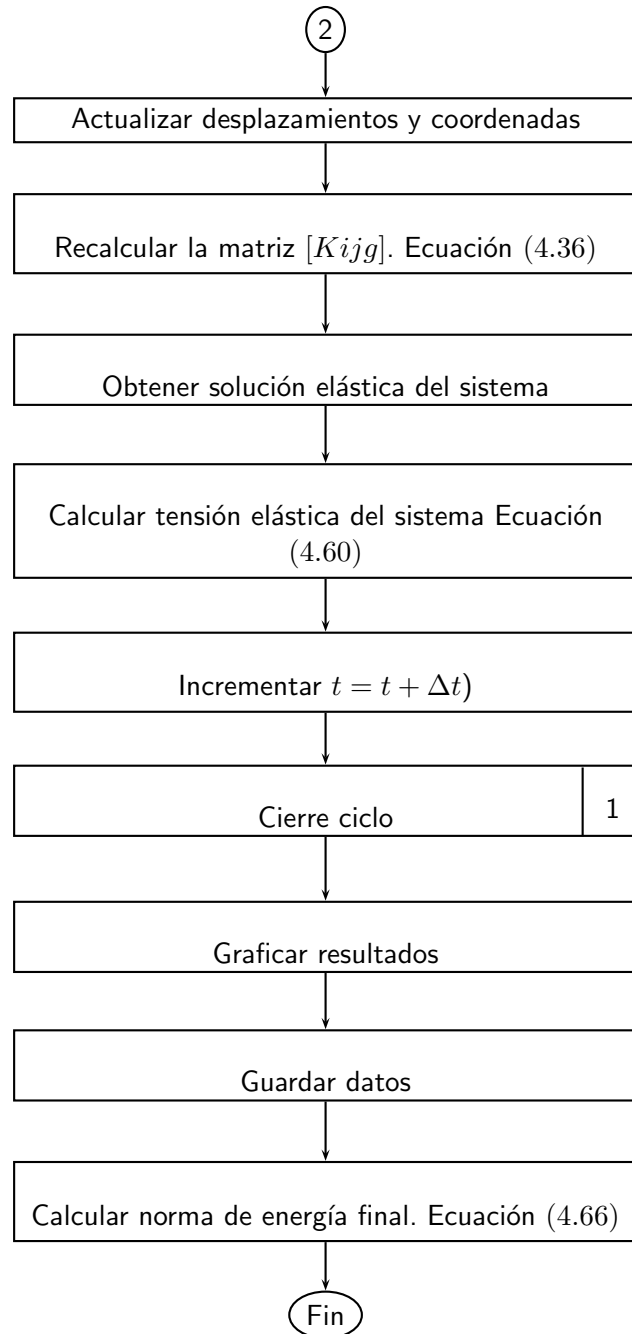 2
Actualizar desplazamientos y coordenadas
Recalcular la matriz [Kijg]. Ecuación (4.36)
Obtener solución elástica del sistema
Calcular tensión elástica del sistema Ecuación
(4.60)
Incrementar t = t + Δt)
Cierre ciclo
1
Graficar resultados
Guardar datos
Calcular norma de energía final. Ecuación (4.66)
Fin